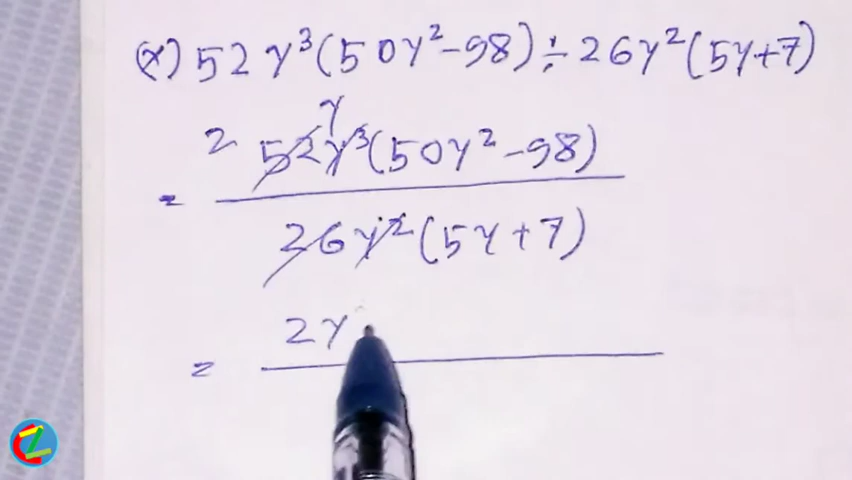 (x) 52y³(50y²-98)÷26y²(5y+7)
y
2 52y³(50y²-98)
=
26y²(5y+7)
2y
=